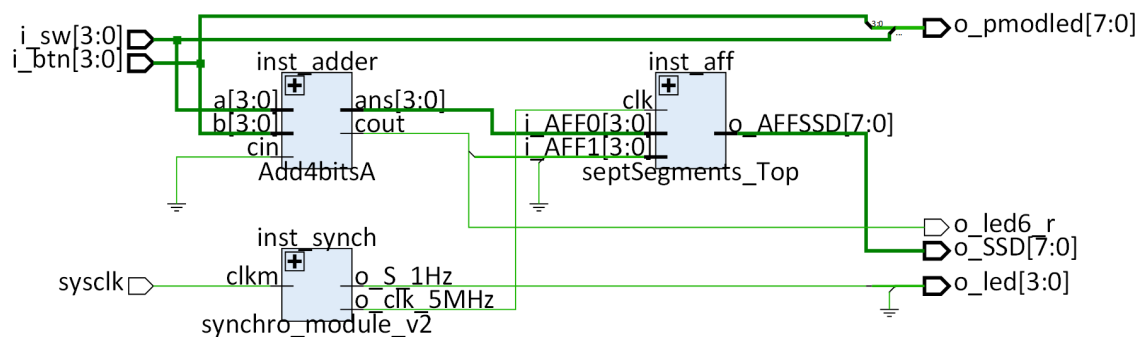 i_sw[3:0]
i_btn[3:0]
3:0
...
o_pmodled[7:0]
inst_adder
a[3:0]
b[3:0]
cin
ans[3:0]
cout
Add4bitsA
inst_aff
clk
i_AFF0[3:0]
i_AFF1[3:0]
o_AFFSSD[7:0]
septSegments_Top
o_led6_r
o_SSD[7:0]
inst_synch
sysclk
clkm
o_S_1Hz
o_clk_5MHz
synchro_module_v2
o_led[3:0]